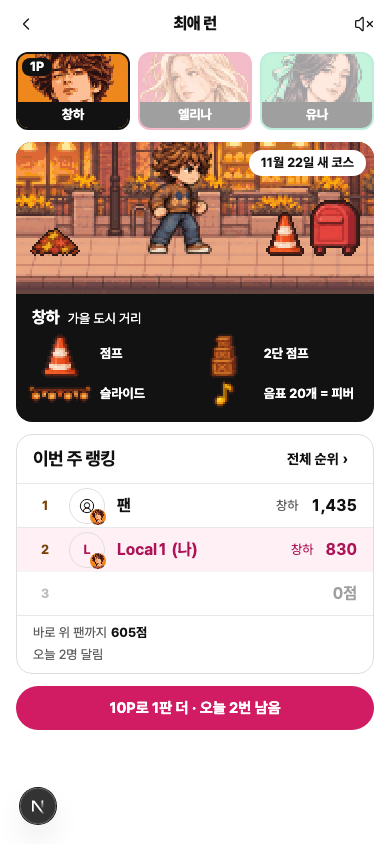 최애 런
1P
창하
엘리나
유나
11월 22일 새 코스
창하 가을 도시 거리
점프
2단 점프
슬라이드
음표 20개 = 피버
이번 주 랭킹
전체 순위 ›
1 팬 창하 1,435
2 L Local1 (나) 창하 830
3 0점
바로 위 팬까지 605점
오늘 2명 달림
10P로 1판 더 · 오늘 2번 남음
N